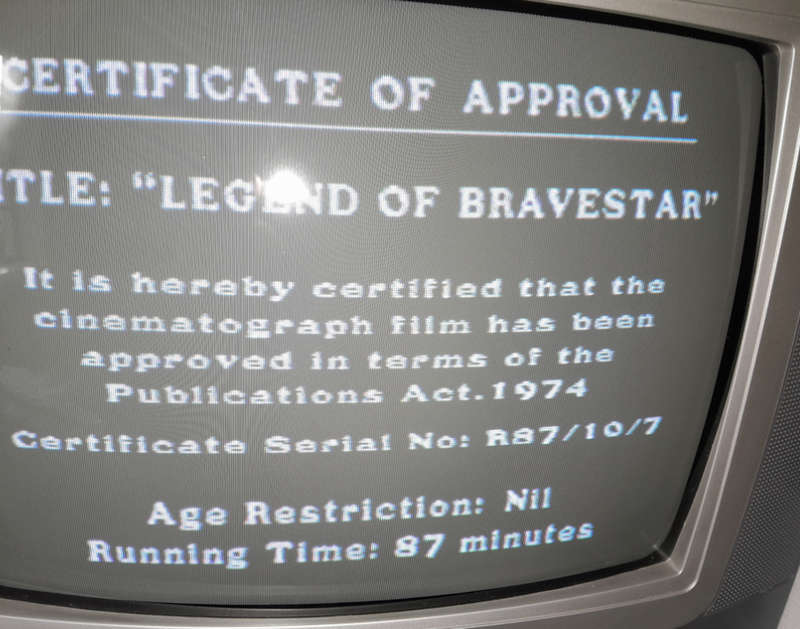 CERTIFICATE OF APPROVAL
ITLE: “LEGEND OF BRAVESTAR”
It is hereby certified that the
cinematograph film has been
approved in terms of the
Publications Act.1974
Certificate Serial No: R87/10/7
Age Restriction: Nil
Running Time: 87 minutes